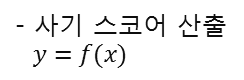 - 사기 스코어 산출
y = f(x)